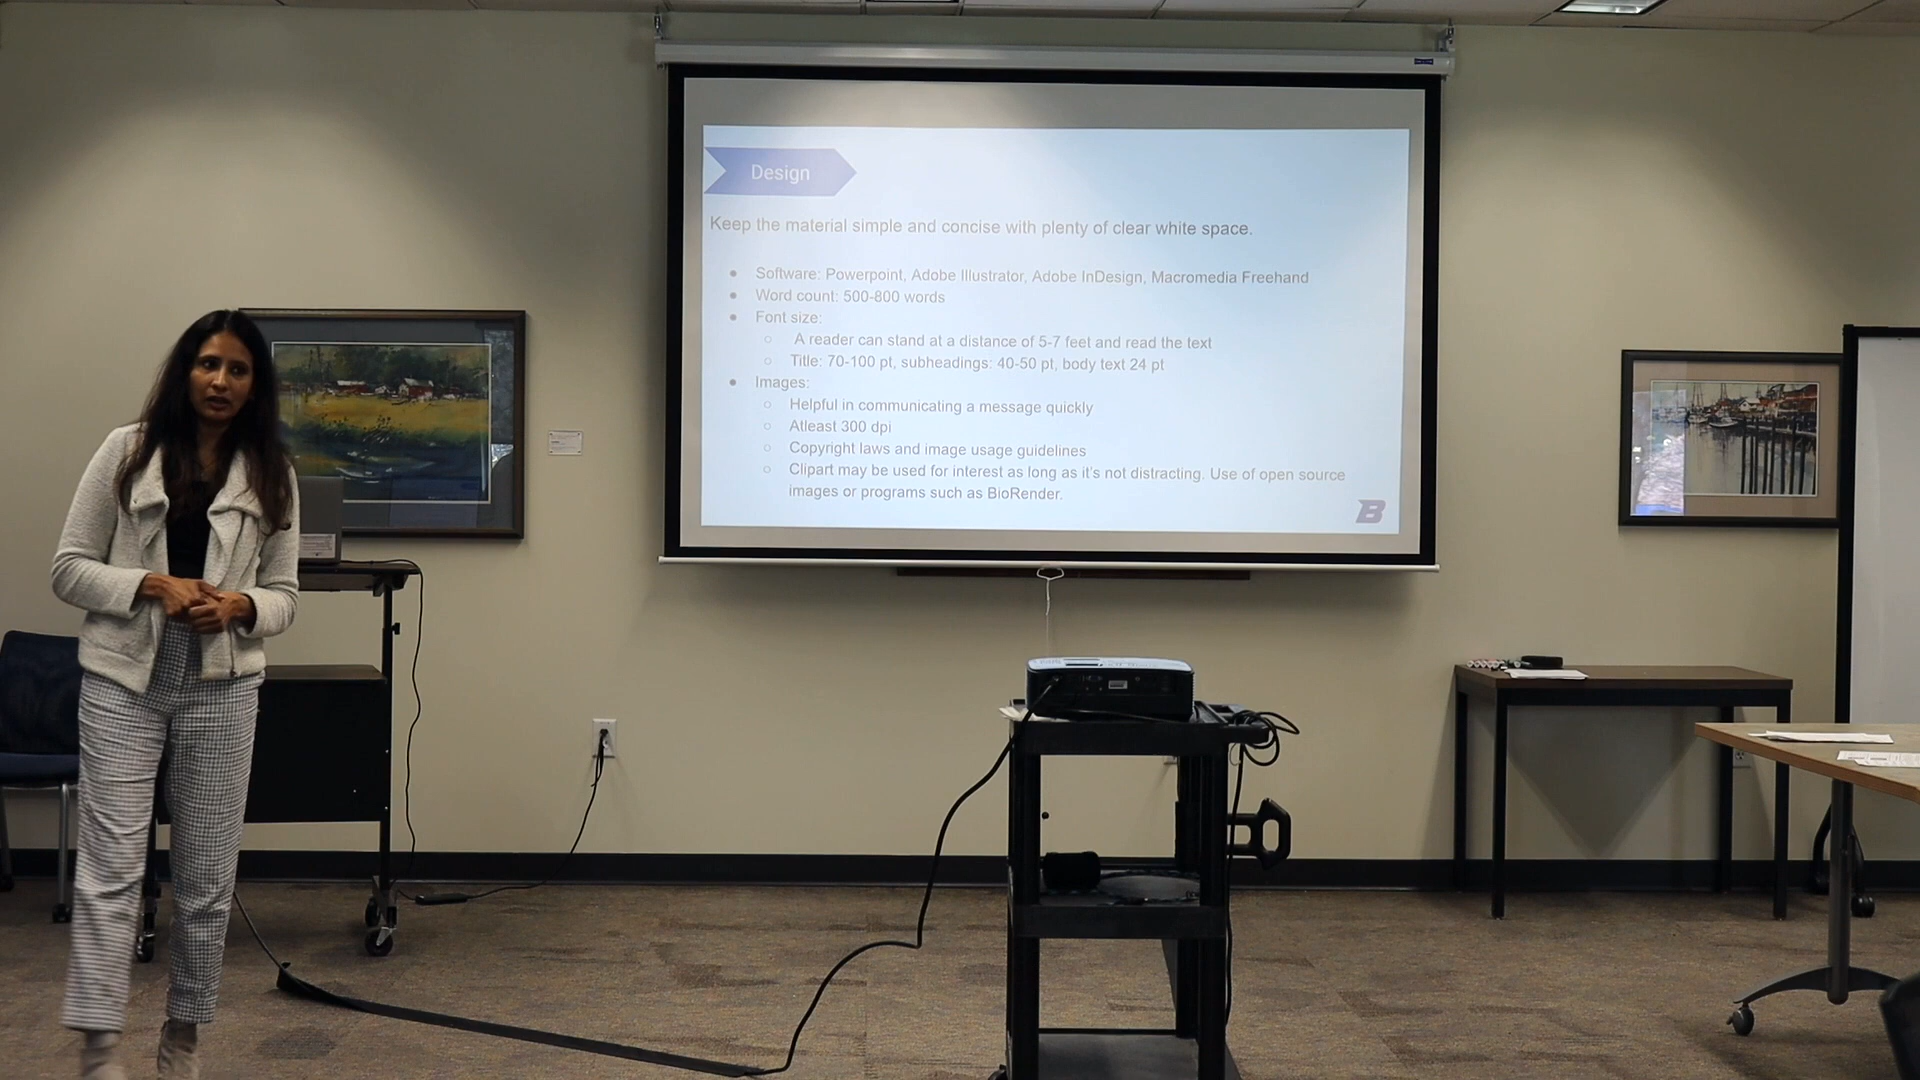 Design
Keep the material simple and concise with plenty of clear white space.
● Software: Powerpoint, Adobe Illustrator, Adobe InDesign, Macromedia Freehand
● Word count: 500-800 words
● Font size:
○ A reader can stand at a distance of 5-7 feet and read the text
○ Title: 70-100 pt, subheadings: 40-50 pt, body text 24 pt
● Images:
○ Helpful in communicating a message quickly
○ Atleast 300 dpi
○ Copyright laws and image usage guidelines
○ Clipart may be used for interest as long as it's not distracting. Use of open source
images or programs such as BioRender.
B